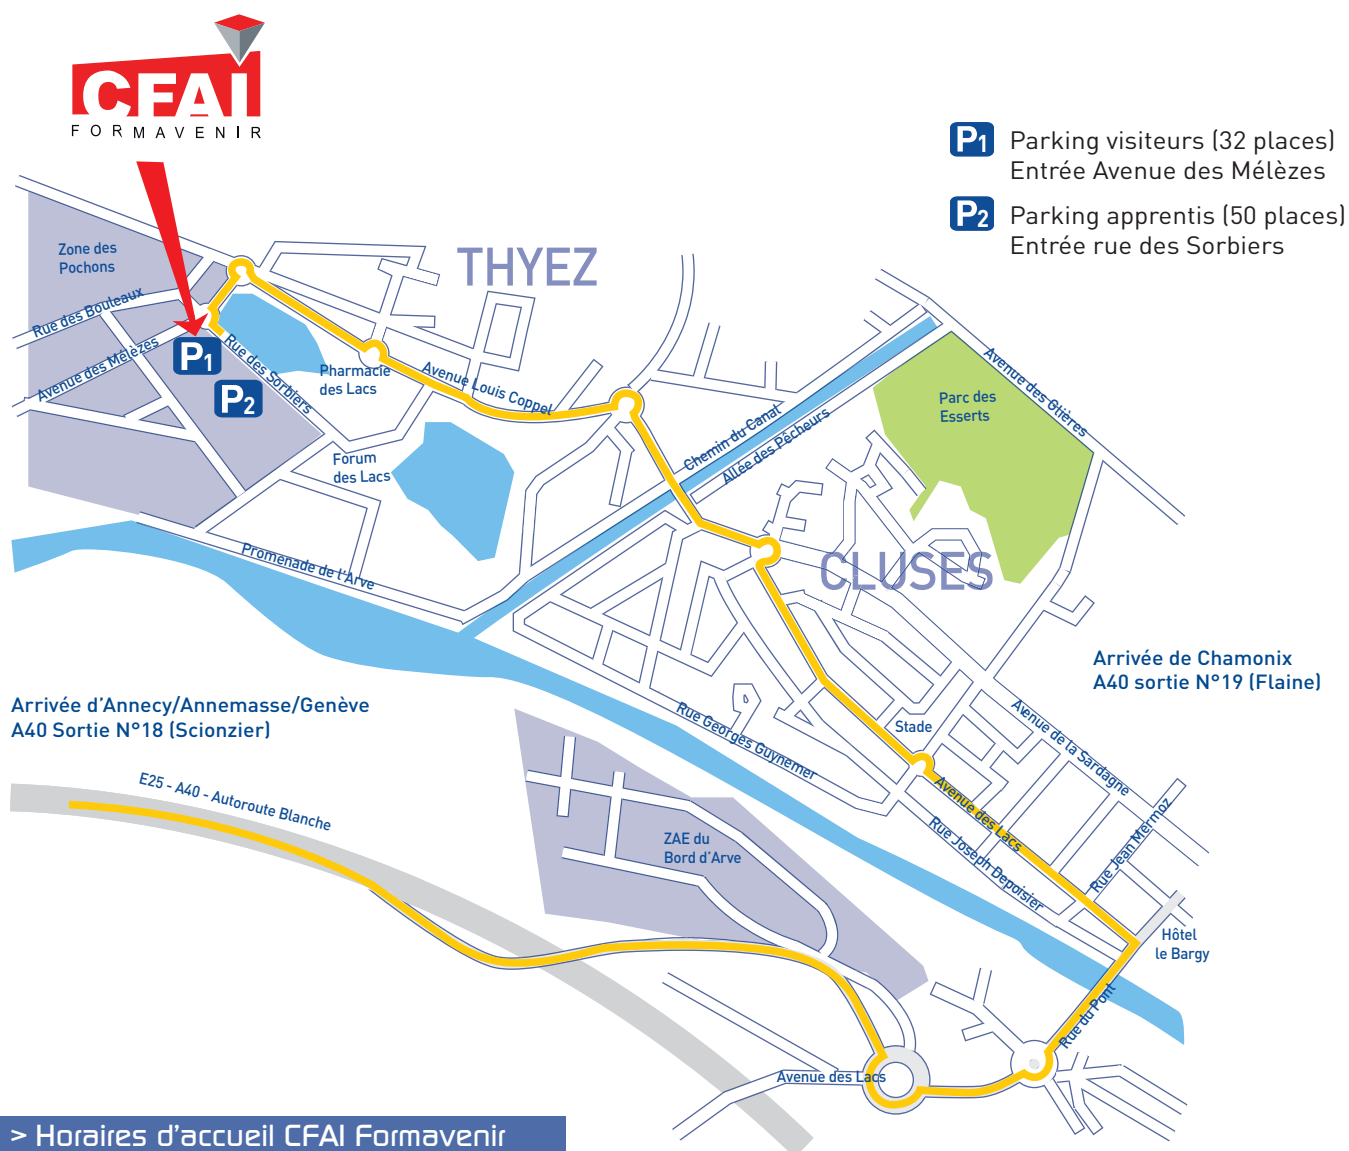 CFAI
FORMAVENIR
P1 Parking visiteurs (32 places)
Entrée Avenue des Mélèzes
P2 Parking apprentis (50 places)
Entrée rue des Sorbiers
THYEZ
Zone des
Pochons
Rue des Bouleaux
Avenue des Mélèzes
P1
P2
Rue des Sorbiers
Pharmacie
des Lacs
Avenue Louis Coppel
Forum
des Lacs
Promenade de l'Arve
Chemin du Canal
Allée des Pêcheurs
Parc des
Esserts
Avenue des Glières
CLUSES
Arrivée de Chamonix
A40 sortie N°19 (Flaine)
Arrivée d'Annecy/Annemasse/Genève
A40 Sortie N°18 (Scionzier)
E25 - A40 - Autoroute Blanche
Rue Georges Guynemer
Stade
Avenue de la Sardagne
Avenue des Lacs
Rue Jean Mermoz
Rue Joseph Depoisier
ZAE du
Bord d'Arve
Hôtel
le Bargy
Rue du Pont
Avenue des Lacs
> Horaires d'accueil CFAI Formavenir